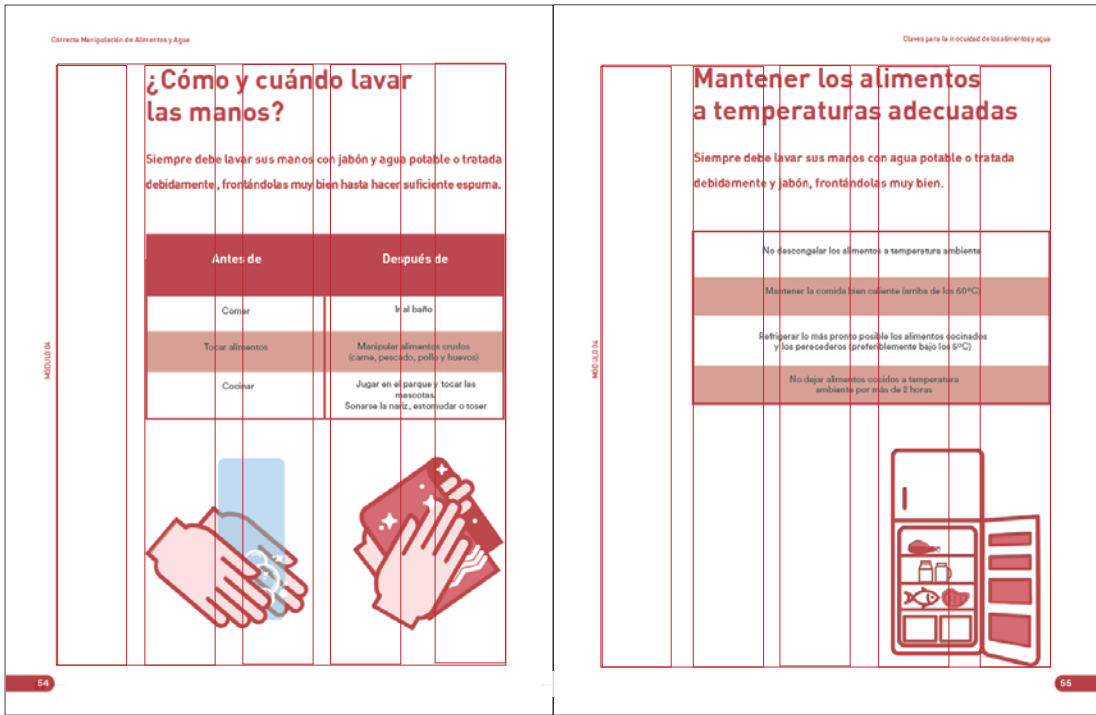 Correcta Manipulación de Alimentos y Agua
¿Cómo y cuándo lavar
las manos?
Siempre debe lavar sus manos con jabón y agua potable o tratada
debidamente, frontándolas muy bien hasta hacer suficiente espuma.
Antes de
Después de
Comer
Ir al baño
Tocar alimentos
Manipular alimentos crudos
(carne, pescado, pollo y huevos)
Cocinar
Jugar en el parque y tocar las
mascotas.
Sonarse la nariz, estornudar o toser
MÓDULO 04
54
Claves para la inocuidad de los alimentos y agua
Mantener los alimentos
a temperaturas adecuadas
Siempre debe lavar sus manos con agua potable o tratada
debidamente y jabón, frontándolas muy bien.
No descongelar los alimentos a temperatura ambiente
Mantener la comida bien caliente (arriba de los 60ºC)
Refrigerar lo más pronto posible los alimentos cocinados
y los perecederos (preferiblemente bajo los 5ºC)
No dejar alimentos cocidos a temperatura
ambiente por más de 2 horas
MÓDULO 04
55